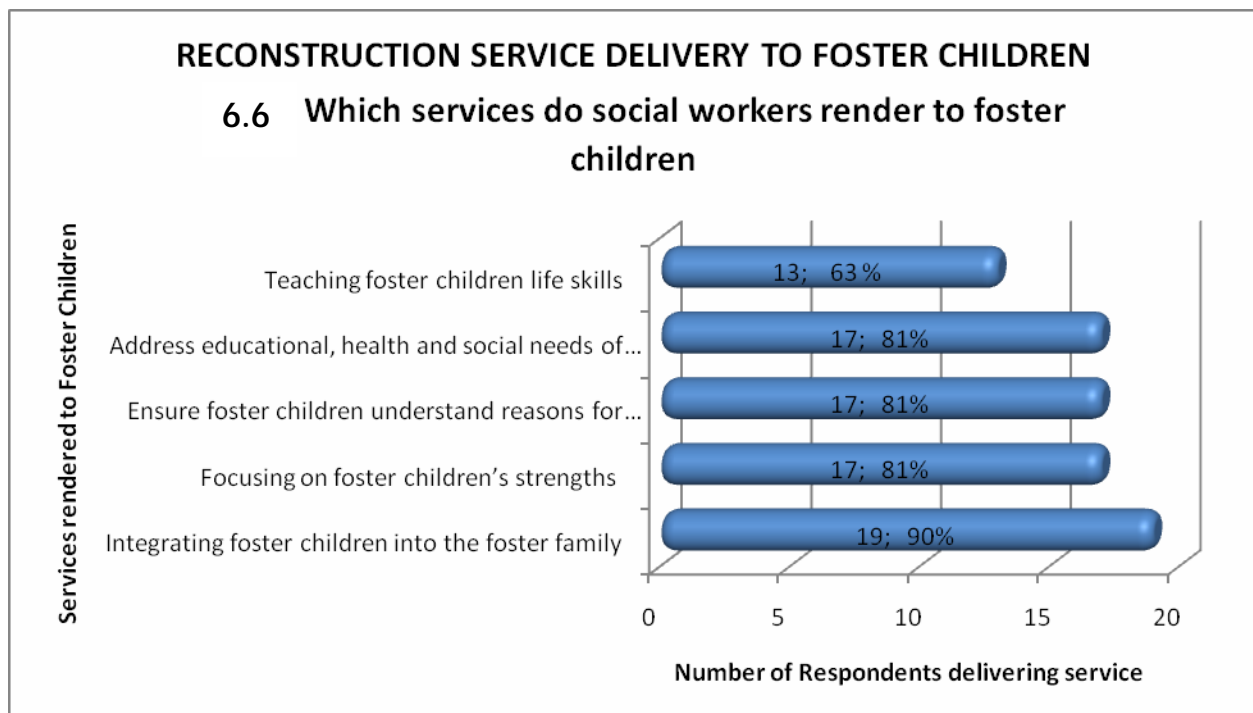 RECONSTRUCTION SERVICE DELIVERY TO FOSTER CHILDREN
6.6 Which services do social workers render to foster
children
Services rendered to Foster Children
Teaching foster children life skills
13; 63%
Address educational, health and social needs of...
17; 81%
Ensure foster children understand reasons for...
17; 81%
Focusing on foster children's strengths
17; 81%
Integrating foster children into the foster family
19; 90%
0 5 10 15 20
Number of Respondents delivering service